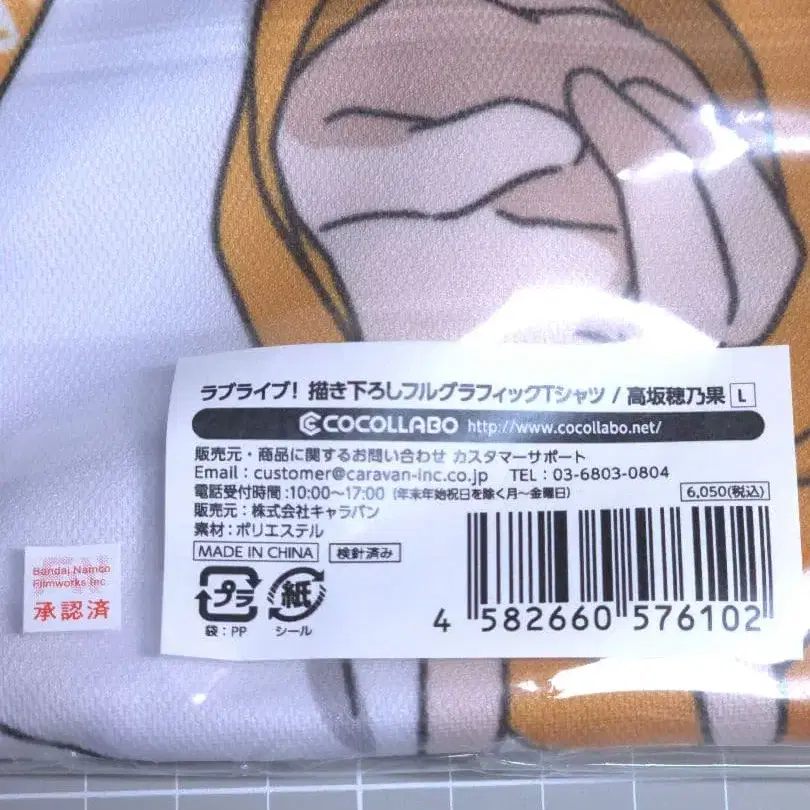 ラブライブ! 描き下ろしフルグラフィックTシャツ / 高坂穂乃果 L
COCOLLABO http://www.cocollabo.net/
販売元・商品に関するお問い合わせ カスタマーサポート
Email : customer@caravan-inc.co.jp TEL : 03-6803-0804
電話受付時間 :10:00～17:00 (年末年始祝日を除く月～金曜日)
6,050(税込)
販売元 : 株式会社キャラバン
素材: ポリエステル
MADE IN CHINA 検針済み
プラ 紙
袋 : PP シール
4 582660 576102
Bandai Namco
Filmworks Inc.
承認済